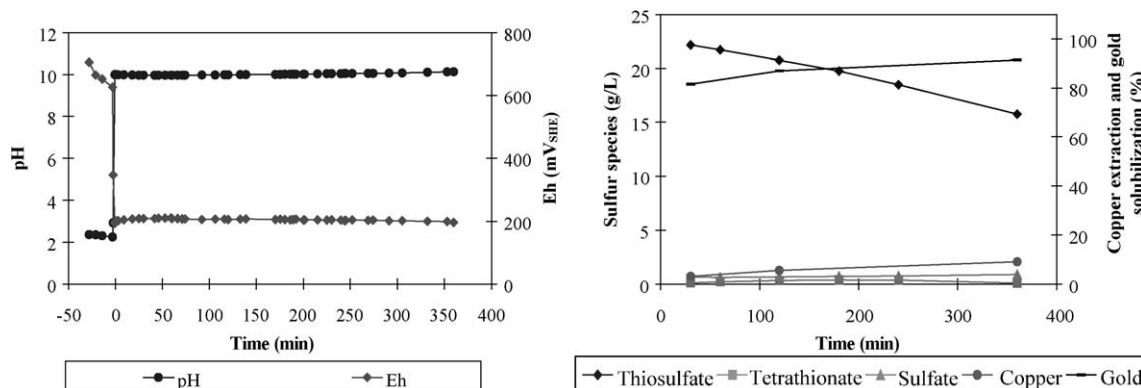 12
10
8
6
4
2
0
pH
800
600
400
200
0
Eh (mVSHE)
-50 0 50 100 150 200 250 300 350 400
Time (min)
pH Eh
25
20
15
10
5
0
Sulfur species (g/L)
100
80
60
40
20
0
Copper extraction and gold
solubilization (%)
0 100 200 300 400
Time (min)
Thiosulfate Tetrathionate Sulfate Copper Gold